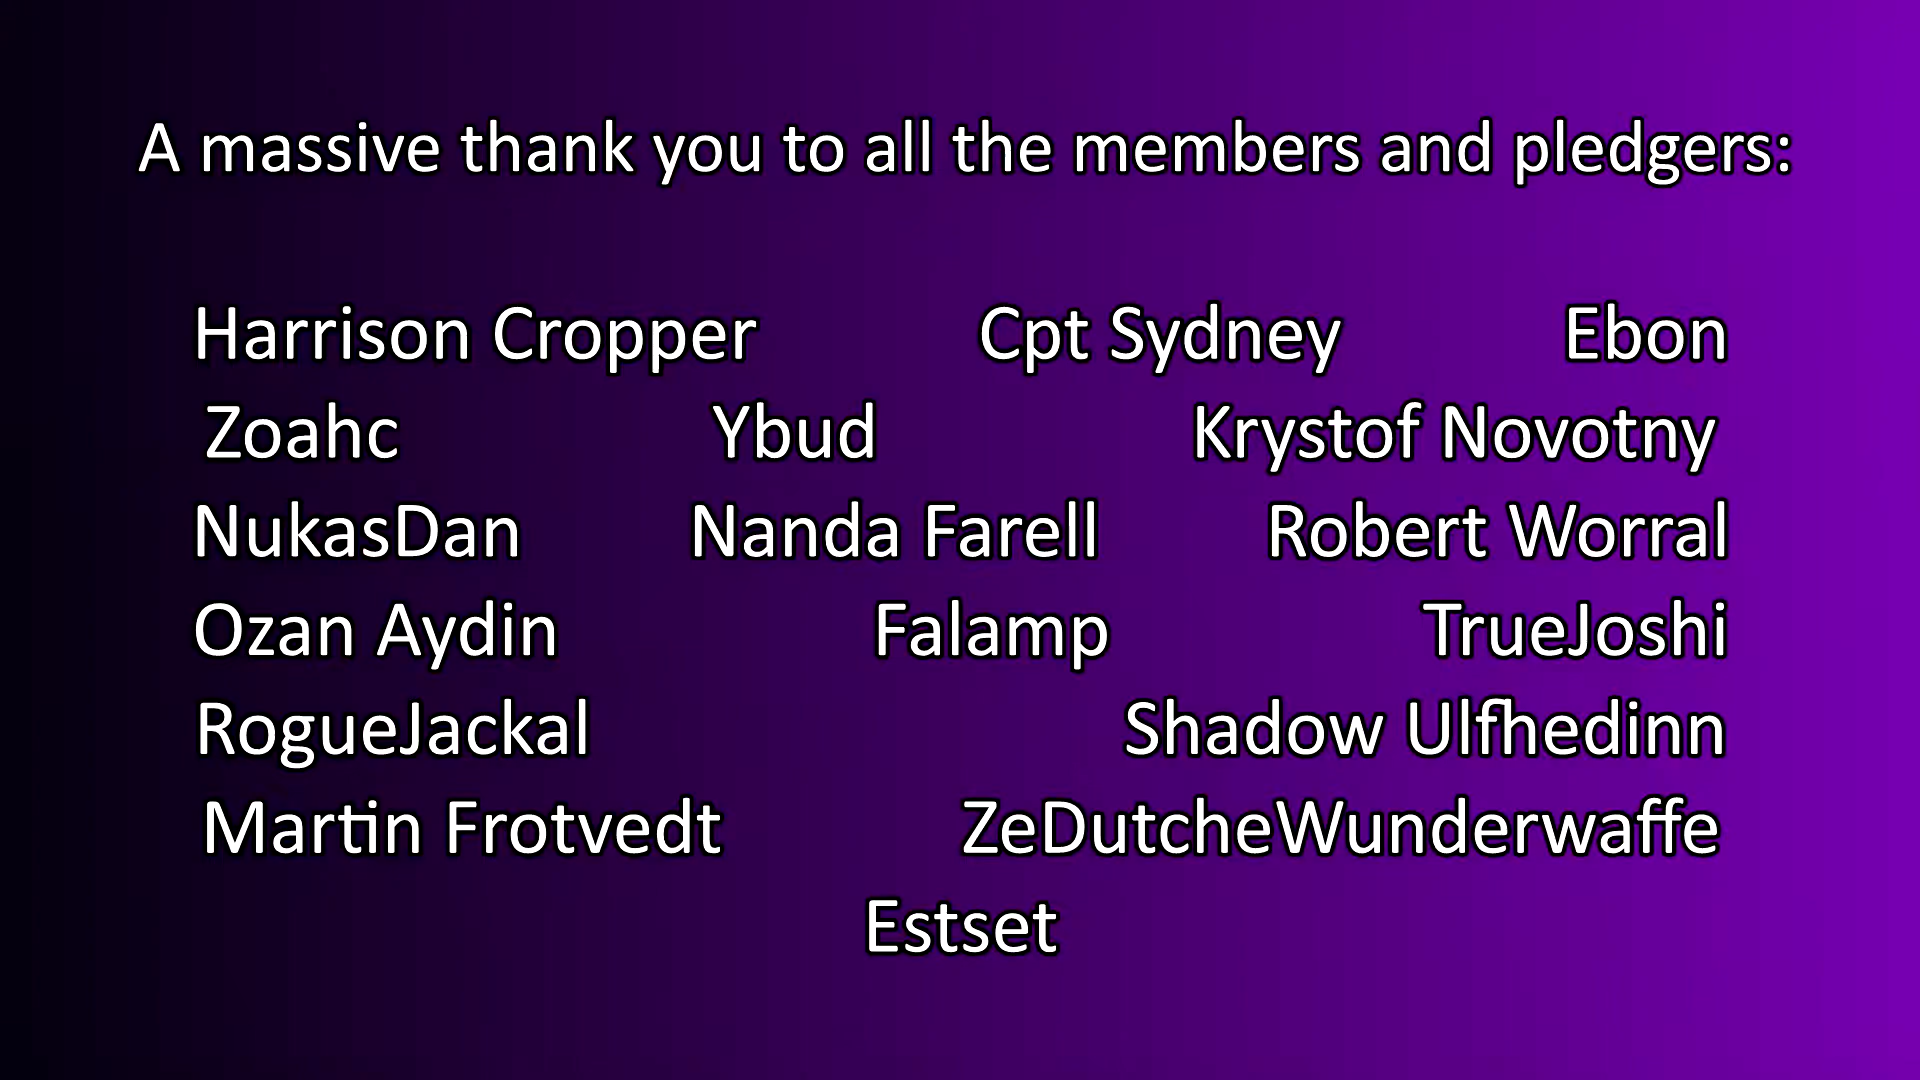 A massive thank you to all the members and pledgers:
Harrison Cropper Cpt Sydney Ebon
Zoahc Ybud Krystof Novotny
NukasDan Nanda Farell Robert Worral
Ozan Aydin Falamp TrueJoshi
RogueJackal Shadow Ulfhedinn
Martin Frotvedt ZeDutcheWunderwaffe
Estset